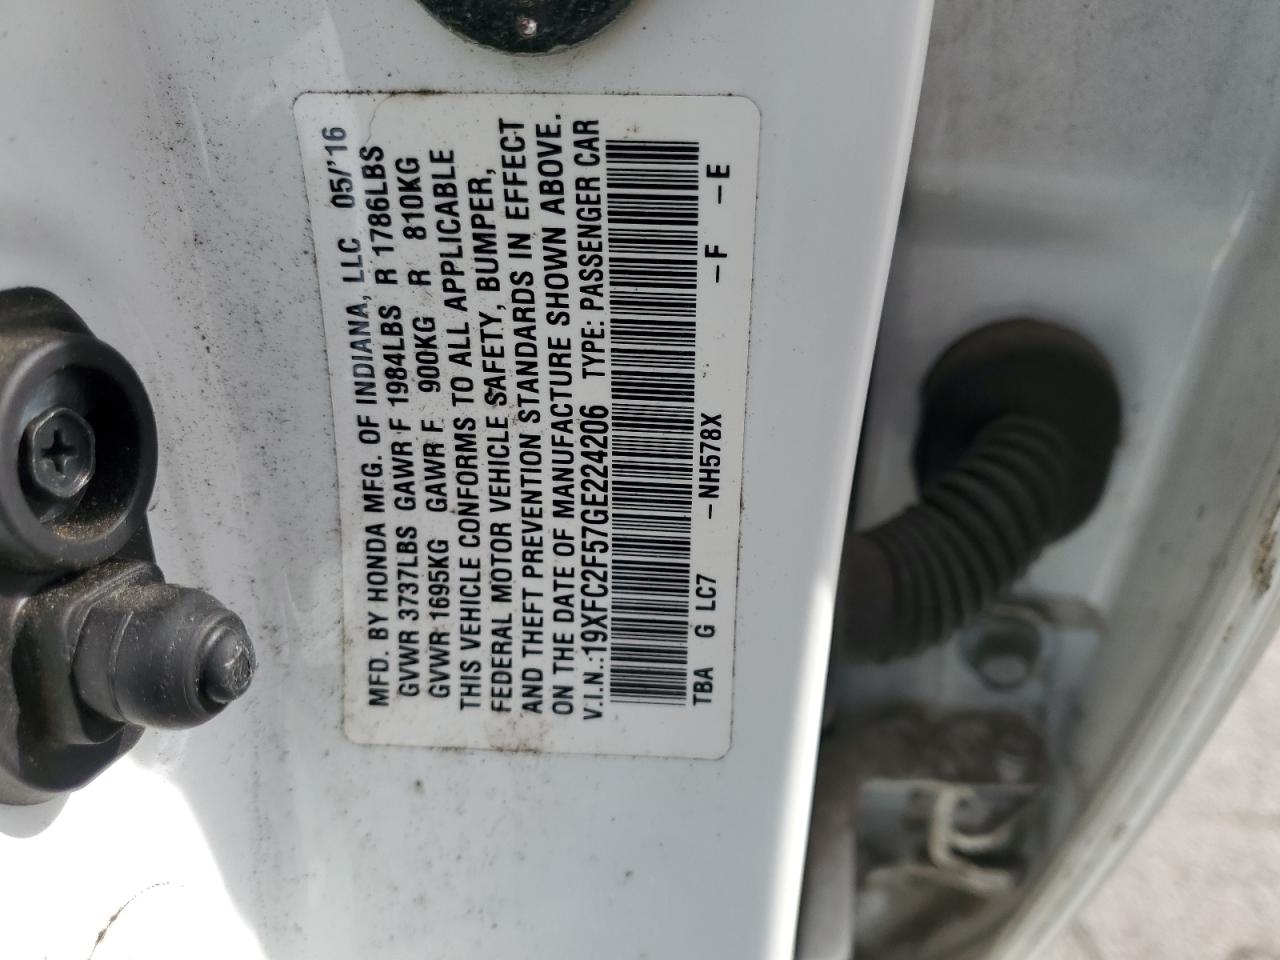 MFD. BY HONDA MFG. OF INDIANA, LLC 05/'16
GVWR 3737LBS GAWR F 1984LBS R 1786LBS
GVWR 1695KG GAWR F 900KG R 810KG
THIS VEHICLE CONFORMS TO ALL APPLICABLE
FEDERAL MOTOR VEHICLE SAFETY, BUMPER,
AND THEFT PREVENTION STANDARDS IN EFFECT
ON THE DATE OF MANUFACTURE SHOWN ABOVE.
V.I.N.:19XFC2F57GE224206 TYPE: PASSENGER CAR
TBA G LC7 -NH578X -F -E